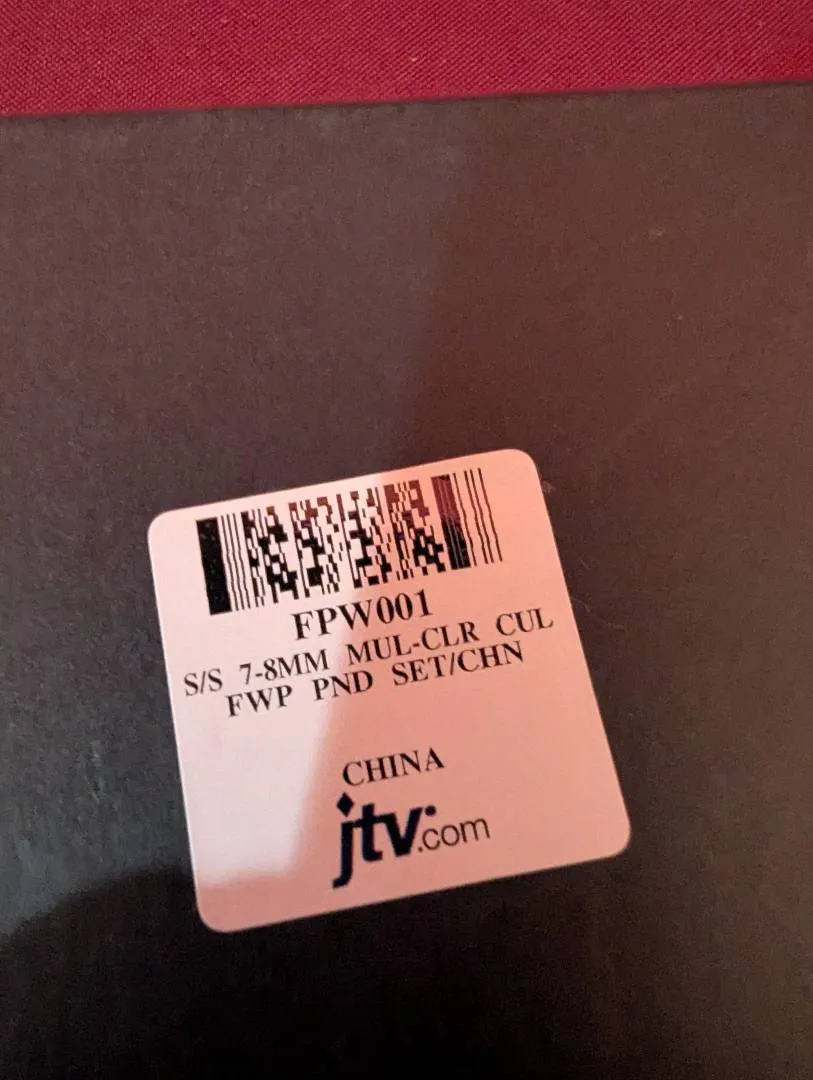 FPW001
S/S 7-8MM MUL-CLR CUL
FWP PND SET/CHN
CHINA
jtv.com